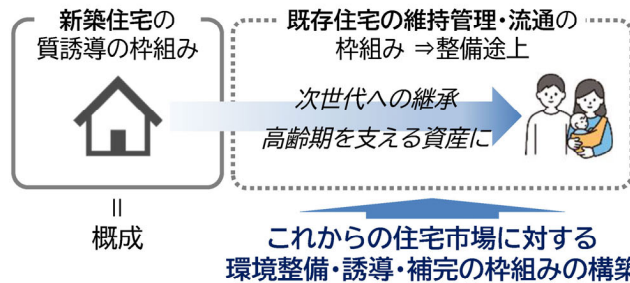 新築住宅の
質誘導の枠組み
既存住宅の維持管理・流通の
枠組み ⇒整備途上
次世代への継承
高齢期を支える資産に
＝
概成
これからの住宅市場に対する
環境整備・誘導・補完の枠組みの構築